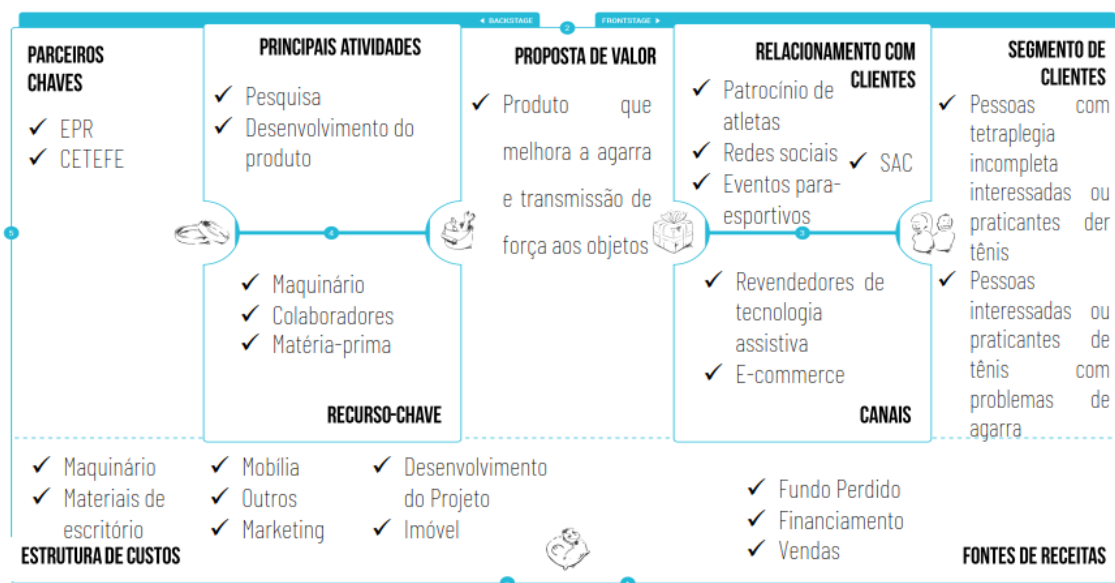 ◀ BACKSTAGE
2
FRONTSTAGE ▶
PARCEIROS
CHAVES
✓ EPR
✓ CETEFE
PRINCIPAIS ATIVIDADES
✓ Pesquisa
✓ Desenvolvimento do
produto
PROPOSTA DE VALOR
✓ Produto que
melhora a agarra
e transmissão de
força aos objetos
RELACIONAMENTO COM
CLIENTES
✓ Patrocínio de
atletas
✓ Redes sociais
✓ SAC
✓ Eventos para-
esportivos
SEGMENTO DE
CLIENTES
✓ Pessoas com
tetraplegia
incompleta
interessadas ou
praticantes der
tênis
✓ Pessoas
interessadas ou
praticantes de
tênis com
problemas de
agarra
5
4
3
✓ Maquinário
✓ Colaboradores
✓ Matéria-prima
RECURSO-CHAVE
✓ Revendedores de
tecnologia
assistiva
✓ E-commerce
CANAIS
✓ Maquinário
✓ Materiais de
escritório
✓ Mobília
✓ Outros
✓ Marketing
✓ Desenvolvimento
do Projeto
✓ Imóvel
ESTRUTURA DE CUSTOS
✓ Fundo Perdido
✓ Financiamento
✓ Vendas
FONTES DE RECEITAS